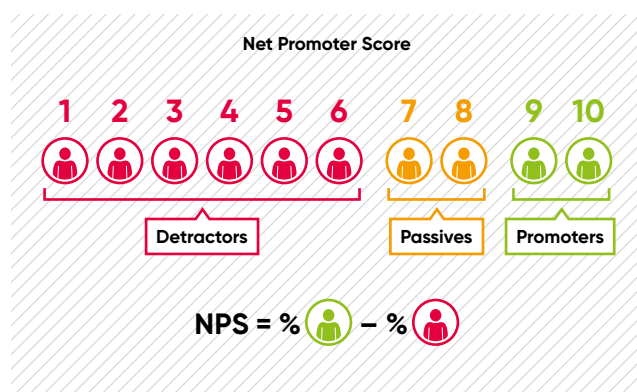 Net Promoter Score
1 2 3 4 5 6 7 8 9 10
Detractors Passives Promoters
NPS = % – %